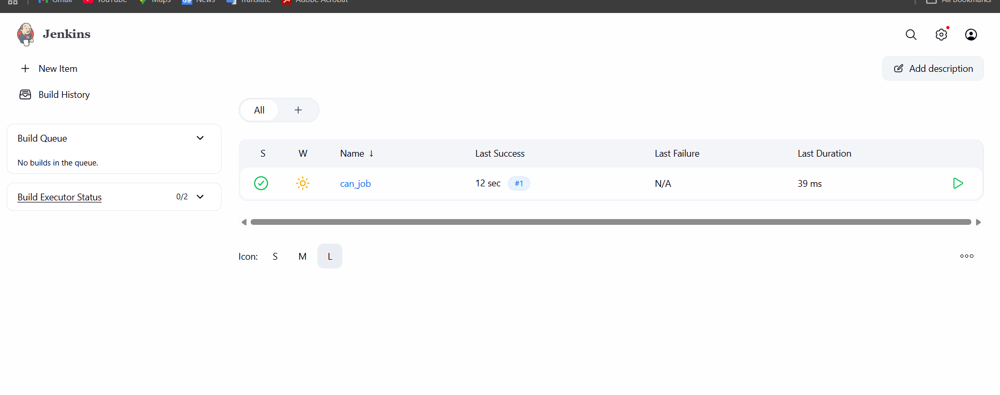 Gmail YouTube Maps News Translate Adobe Acrobat All Bookmarks
Jenkins
New Item
Add description
Build History
All +
Build Queue
No builds in the queue.
Build Executor Status 0/2
S W Name ↓ Last Success Last Failure Last Duration
can_job 12 sec #1 N/A 39 ms
Icon: S M L